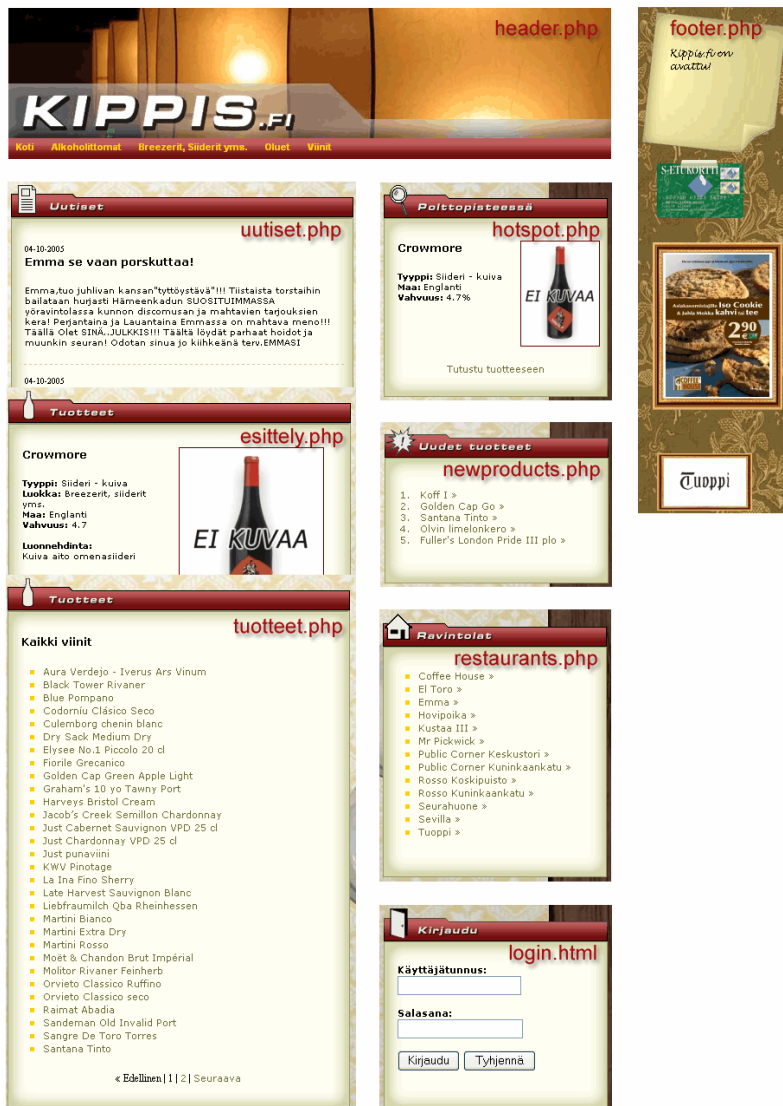 header.php
KIPPIS.FI
Koti Alkoholittomat Breezerit, Siiderit yms. Oluet Viinit
Uutiset
uutiset.php
04-10-2005
Emma se vaan porskuttaa!
Emma,tuo juhlivan kansan"tyttöystävä"!!! Tiistaista torstaihin
bailataan hurjasti Hämeenkadun SUOSITUIMMASSA
yöravintolassa kunnon discomusan ja mahtavien tarjouksien
kera! Perjantaina ja Lauantaina Emmassa on mahtava meno!!!
Täällä Olet SINÄ..JULKKIS!!! Täältä löydät parhaat hoidot ja
muunkin seuran! Odotan sinua jo kiihkeänä terv.EMMASI
04-10-2005
Tuotteet
esittely.php
Crowmore
Tyyppi: Siideri - kuiva
Luokka: Breezerit, siiderit
yms.
Maa: Englanti
Vahvuus: 4.7
Luonnehdinta:
Kuiva aito omenasiideri
EI KUVAA
Tuotteet
tuotteet.php
Kaikki viinit
Aura Verdejo - Iverus Ars Vinum
Black Tower Rivaner
Blue Pompano
Codorníu Clásico Seco
Culemborg chenin blanc
Dry Sack Medium Dry
Elysee No.1 Piccolo 20 cl
Fiorile Grecanico
Golden Cap Green Apple Light
Graham's 10 yo Tawny Port
Harveys Bristol Cream
Jacob's Creek Semillon Chardonnay
Just Cabernet Sauvignon VPD 25 cl
Just Chardonnay VPD 25 cl
Just punaviini
KWV Pinotage
La Ina Fino Sherry
Late Harvest Sauvignon Blanc
Liebfraumilch Qba Rheinhessen
Martini Bianco
Martini Extra Dry
Martini Rosso
Moët & Chandon Brut Impérial
Molitor Rivaner Feinherb
Orvieto Classico Ruffino
Orvieto Classico seco
Raimat Abadia
Sandeman Old Invalid Port
Sangre De Toro Torres
Santana Tinto
« Edellinen | 1 | 2 | Seuraava
Polttopisteessä
hotspot.php
Crowmore
Tyyppi: Siideri - kuiva
Maa: Englanti
Vahvuus: 4.7%
EI KUVAA
Tutustu tuotteeseen
Uudet tuotteet
newproducts.php
1. Koff I »
2. Golden Cap Go »
3. Santana Tinto »
4. Olvin limelonkero »
5. Fuller's London Pride III plo »
Ravintolat
restaurants.php
Coffee House »
El Toro »
Emma »
Hovipoika »
Kustaa III »
Mr Pickwick »
Public Corner Keskustori »
Public Corner Kuninkaankatu »
Rosso Koskipuisto »
Rosso Kuninkaankatu »
Seurahuone »
Sevilla »
Tuoppi »
Kirjaudu
login.html
Käyttäjätunnus:
Salasana:
Kirjaudu Tyhjennä
footer.php
Kippis.fi on
avattu!
S-ETUKORTTI
Asiakasomistajille Iso Cookie
& Juhla Mokka kahvi tai tee
2,90
COFFEE
HOUSE
Tuoppi